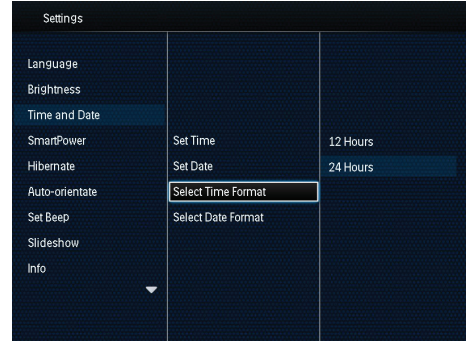 Settings
Language
Brightness
Time and Date
SmartPower
Hibernate
Auto-orientate
Set Beep
Slideshow
Info
Set Time
Set Date
Select Time Format
Select Date Format
12 Hours
24 Hours